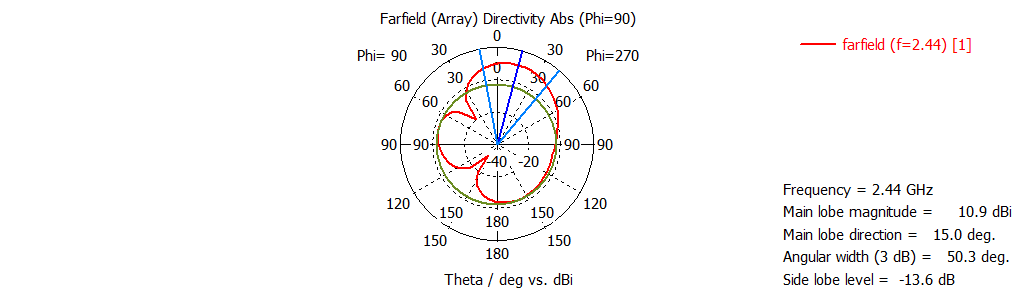 Farfield (Array) Directivity Abs (Phi=90)
farfield (f=2.44) [1]
0
30 30
Phi= 90 Phi=270
0
30 30
60 60
60 60
90 90 90 90
-40 -20
120 120
150 150
180
150 150
180
Theta / deg vs. dBi
Frequency = 2.44 GHz
Main lobe magnitude = 10.9 dBi
Main lobe direction = 15.0 deg.
Angular width (3 dB) = 50.3 deg.
Side lobe level = -13.6 dB